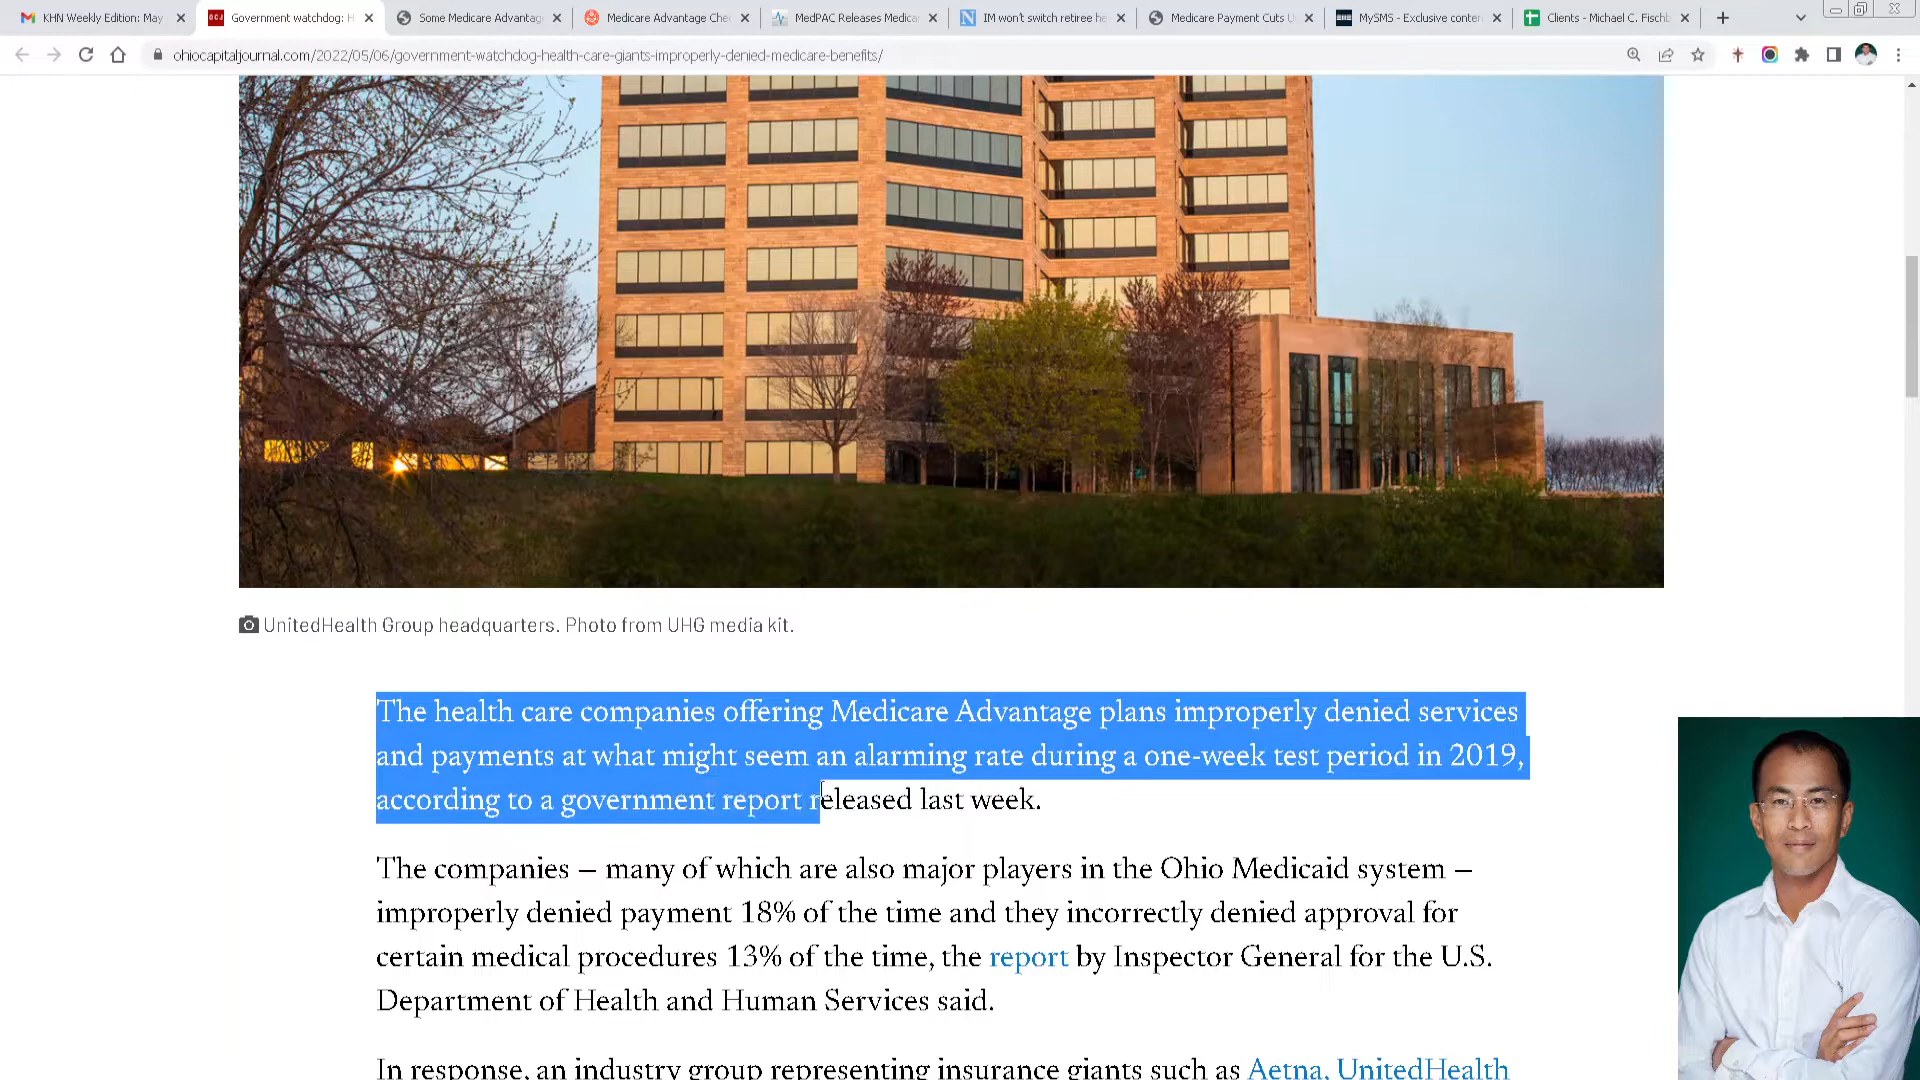 KHN Weekly Edition: May
Government watchdog: H
Some Medicare Advantag
Medicare Advantage Che
MedPAC Releases Medica
IM won't switch retiree he
Medicare Payment Cuts U
MySMS - Exclusive conten
Clients - Michael C. Fischb
ohiocapitaljournal.com/2022/05/06/government-watchdog-health-care-giants-improperly-denied-medicare-benefits/
UnitedHealth Group headquarters. Photo from UHG media kit.
The health care companies offering Medicare Advantage plans improperly denied services
and payments at what might seem an alarming rate during a one-week test period in 2019,
according to a government report released last week.
The companies – many of which are also major players in the Ohio Medicaid system –
improperly denied payment 18% of the time and they incorrectly denied approval for
certain medical procedures 13% of the time, the report by Inspector General for the U.S.
Department of Health and Human Services said.
In response, an industry group representing insurance giants such as Aetna, UnitedHealth